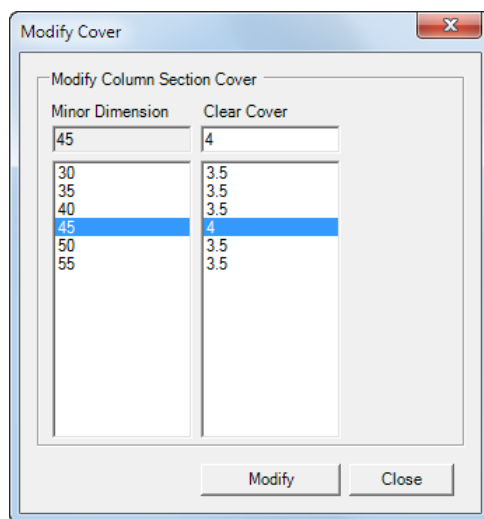 Modify Cover
Modify Column Section Cover
Minor Dimension Clear Cover
45 4
30 3.5
35 3.5
40 3.5
45 4
50 3.5
55 3.5
Modify Close